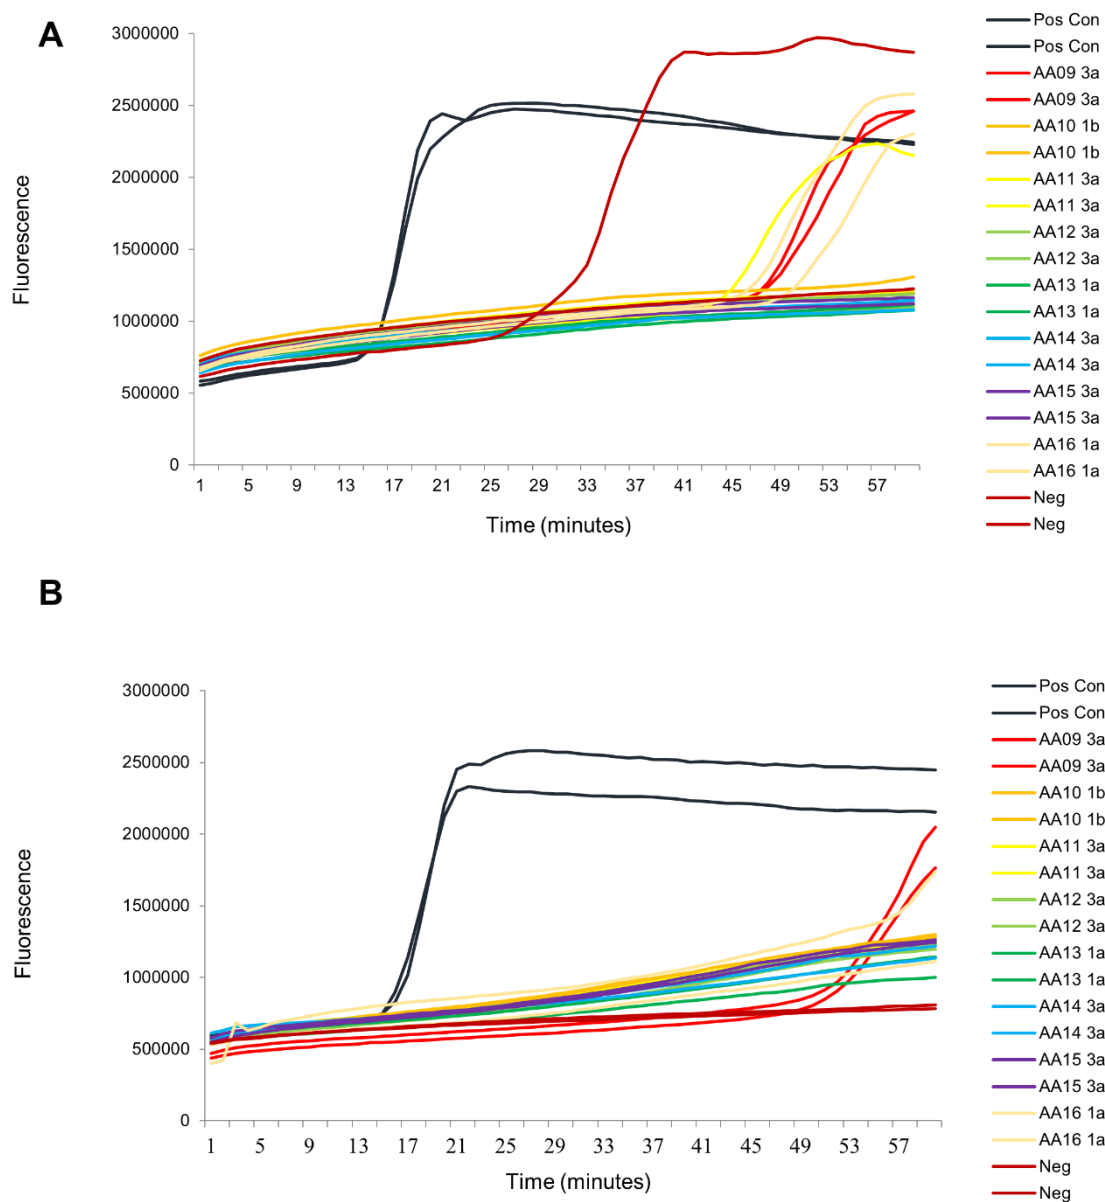 A
Fluorescence
3000000
2500000
2000000
1500000
1000000
500000
0
1 5 9 13 17 21 25 29 33 37 41 45 49 53 57
Time (minutes)
Pos Con
Pos Con
AA09 3a
AA09 3a
AA10 1b
AA10 1b
AA11 3a
AA11 3a
AA12 3a
AA12 3a
AA13 1a
AA13 1a
AA14 3a
AA14 3a
AA15 3a
AA15 3a
AA16 1a
AA16 1a
Neg
Neg
B
Fluorescence
3000000
2500000
2000000
1500000
1000000
500000
0
1 5 9 13 17 21 25 29 33 37 41 45 49 53 57
Time (minutes)
Pos Con
Pos Con
AA09 3a
AA09 3a
AA10 1b
AA10 1b
AA11 3a
AA11 3a
AA12 3a
AA12 3a
AA13 1a
AA13 1a
AA14 3a
AA14 3a
AA15 3a
AA15 3a
AA16 1a
AA16 1a
Neg
Neg